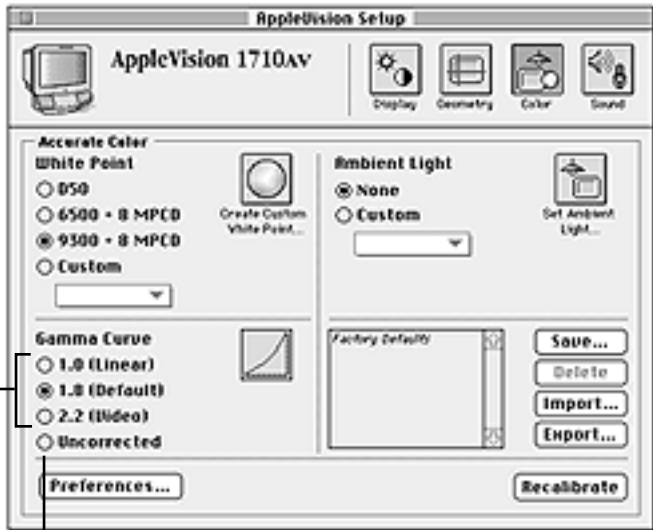 AppleVision Setup
AppleVision 1710AV
Display
Geometry
Color
Sound
Accurate Color
White Point
D50
6500 + 8 MPCD
9300 + 8 MPCD
Custom
Create Custom
White Point...
Ambient Light
None
Custom
Set Ambient
Light...
Gamma Curve
1.0 (Linear)
1.8 (Default)
2.2 (Video)
Uncorrected
Factory Defaults
Save...
Delete
Import...
Export...
Preferences...
Recalibrate